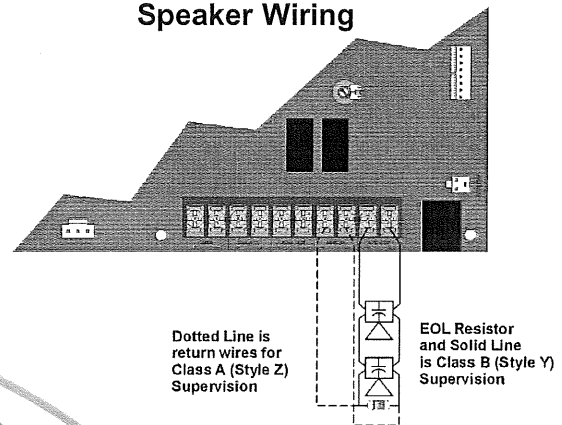 Speaker Wiring
Dotted Line is
return wires for
Class A (Style Z)
Supervision
EOL Resistor
and Solid Line
is Class B (Style Y)
Supervision